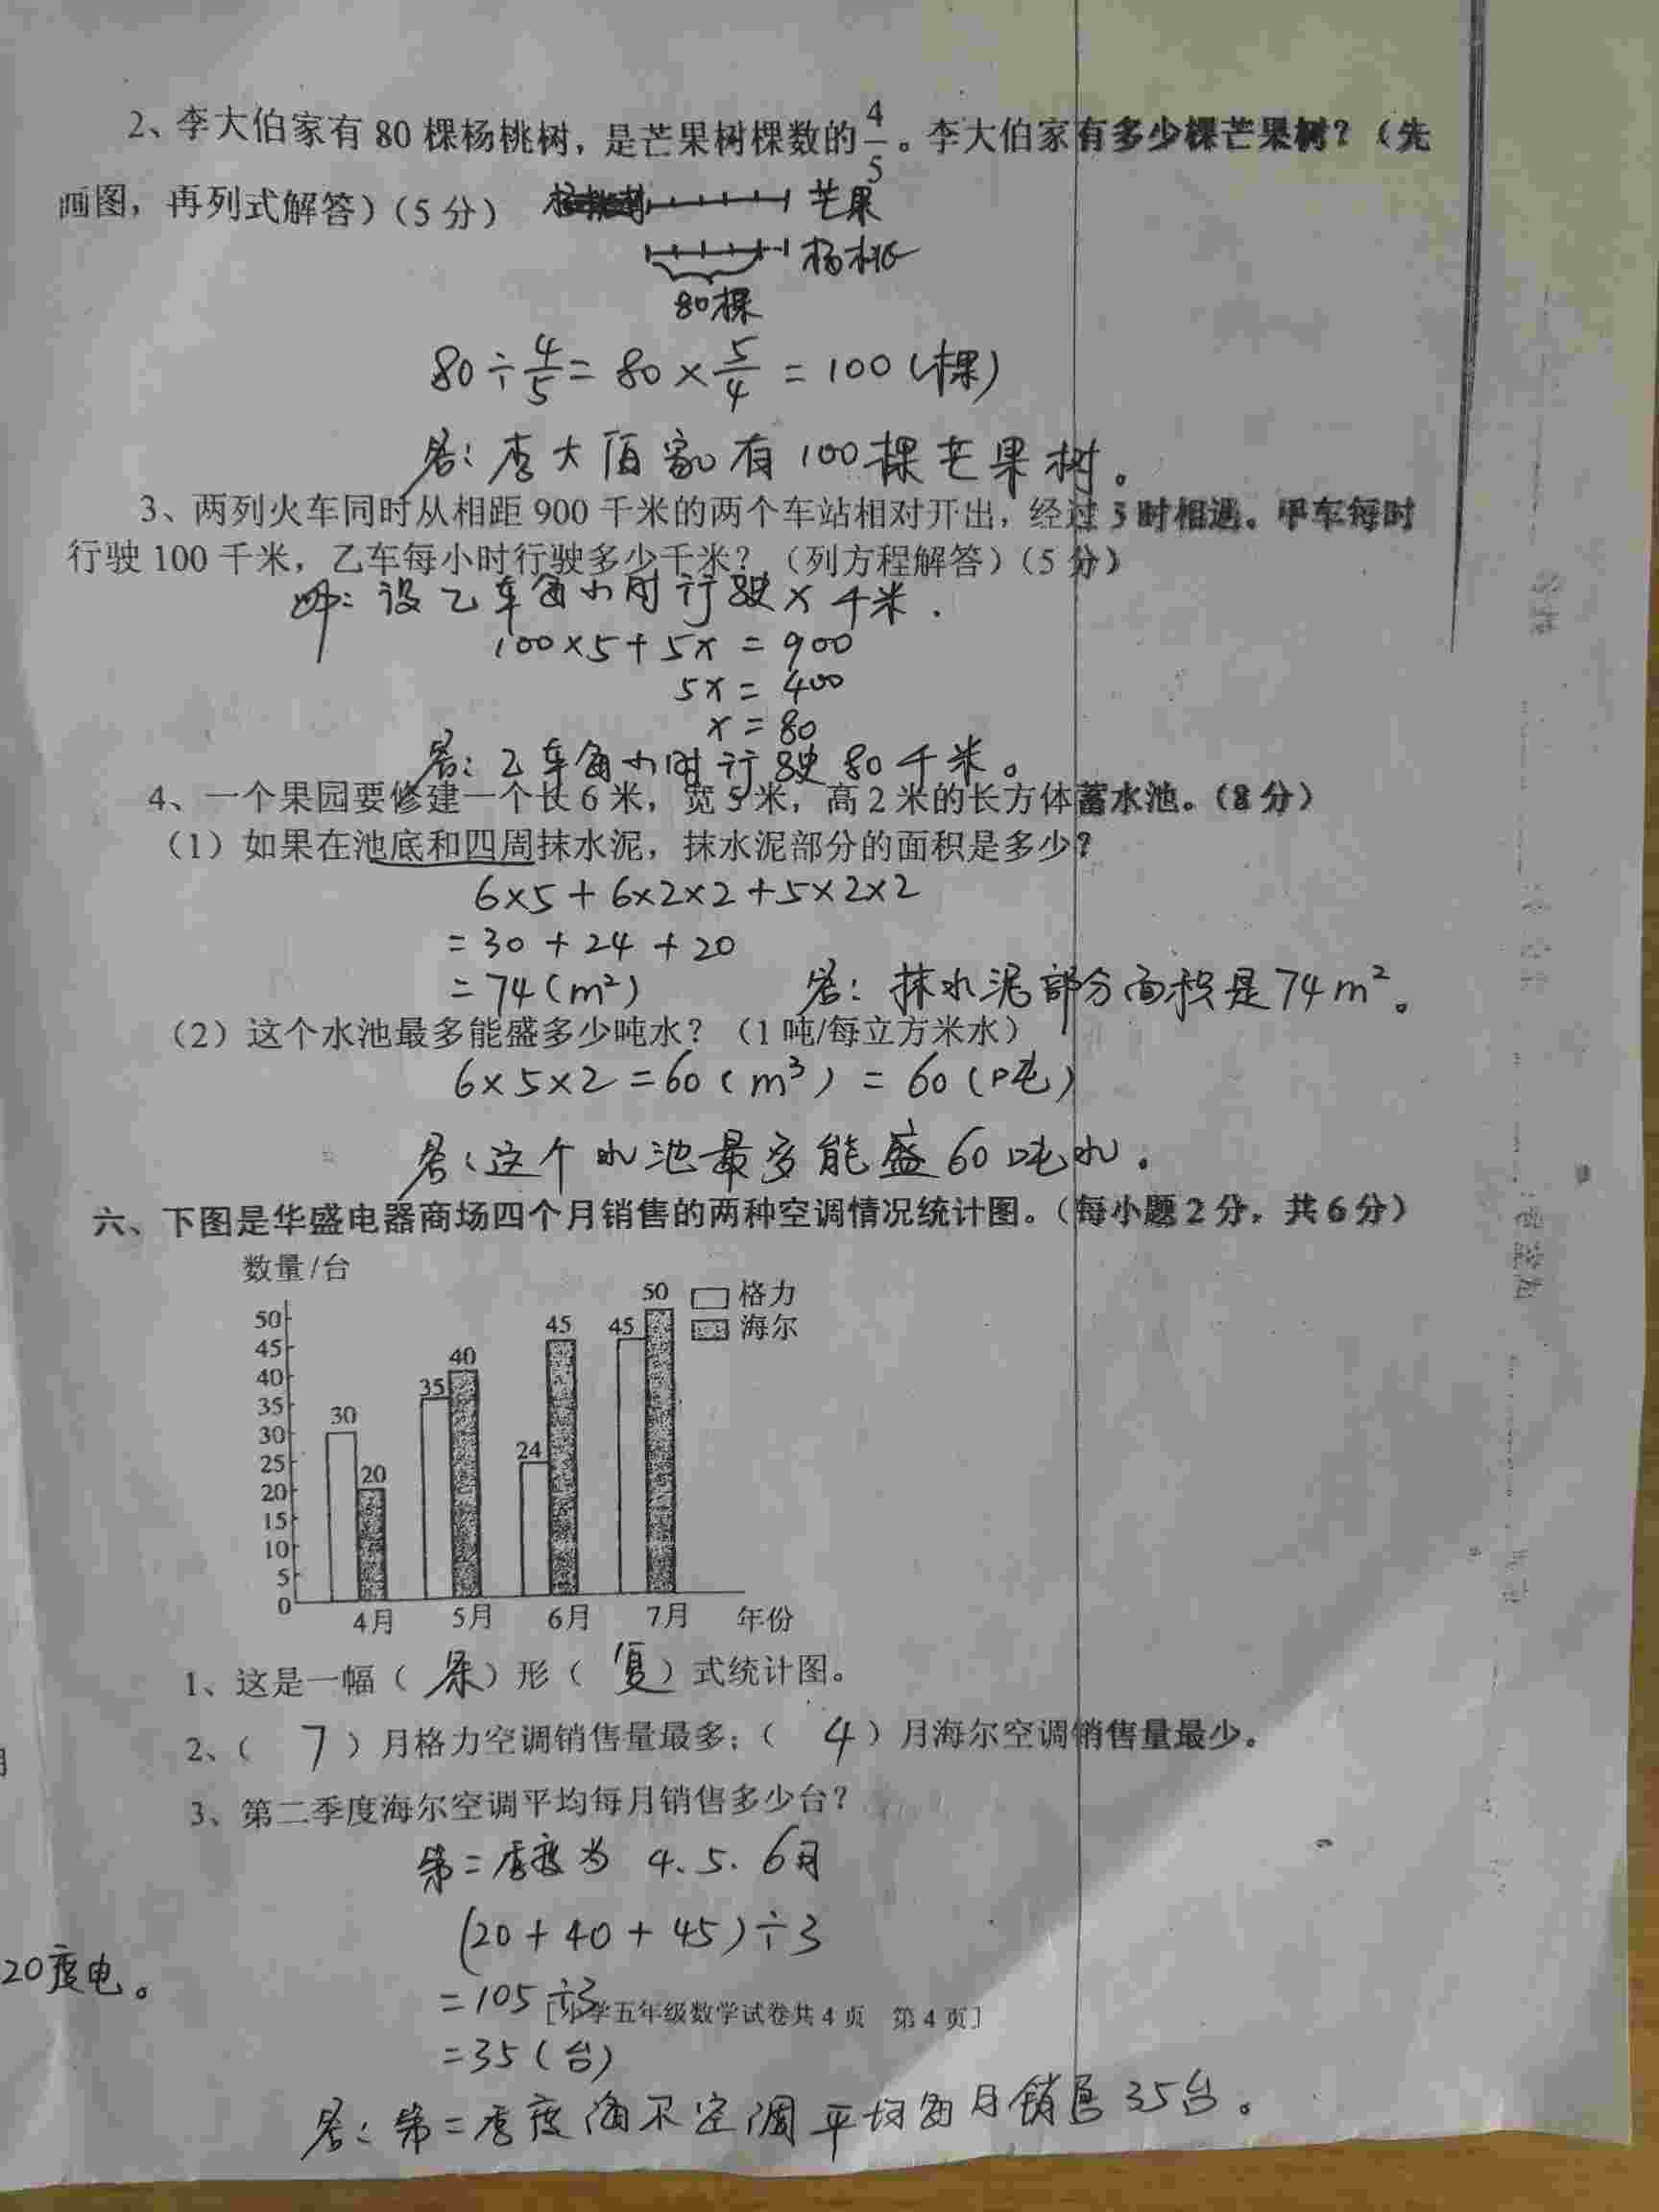 2、李大伯家有 80 棵杨桃树，是芒果树棵数的 4/5 。李大伯家有多少棵芒果树？（先
画图，再列式解答）（5 分）
芒果
杨桃
80棵
80÷4/5=80×5/4=100（棵）
答：李大伯家有100棵芒果树。
3、两列火车同时从相距 900 千米的两个车站相对开出，经过 5 时相遇。甲车每时
行驶 100 千米，乙车每小时行驶多少千米？（列方程解答）（5 分）
解：设乙车每小时行驶x千米.
100×5+5x=900
5x=400
x=80
答：乙车每小时行驶80千米。
4、一个果园要修建一个长 6 米，宽 5 米，高 2 米的长方体蓄水池。（8 分）
（1）如果在池底和四周抹水泥，抹水泥部分的面积是多少？
6×5+6×2×2+5×2×2
=30+24+20
=74(m²)
答：抹水泥部分面积是74m²。
（2）这个水池最多能盛多少吨水？（1 吨/每立方米水）
6×5×2=60(m³)=60(吨)
答：这个水池最多能盛60吨水.
六、下图是华盛电器商场四个月销售的两种空调情况统计图。（每小题 2 分，共 6 分）
数量/台
格力
海尔
50
45
40
35
30
25
20
15
10
5
0
30
20
35
40
24
45
45
50
4月 5月 6月 7月 年份
1、这是一幅（条）形（复）式统计图。
2、（7）月格力空调销售量最多；（4）月海尔空调销售量最少。
3、第二季度海尔空调平均每月销售多少台？
第二季度为 4.5.6月
(20+40+45)÷3
=105÷3
[小学五年级数学试卷共 4 页 第 4 页]
=35(台)
答：第二季度海尔空调平均每月销售35台。
20度电。